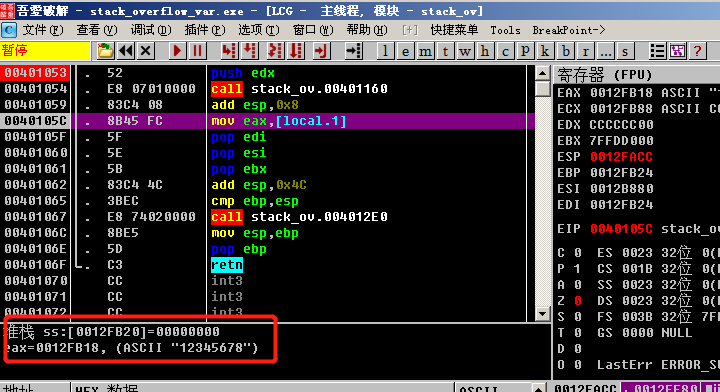 吾愛破解 - stack_overflow_var.exe - [LCG - 主线程, 模块 - stack_ov]
文件(F) 查看(V) 调试(D) 插件(P) 选项(T) 窗口(W) 帮助(H) [+] 快捷菜单 Tools BreakPoint->
暂停 l e m t w h c p k b r ... s ?
00401053 . 52 push edx
00401054 . E8 07010000 call stack_ov.00401160
00401059 . 83C4 08 add esp,0x8
0040105C . 8B45 FC mov eax,[local.1]
0040105F . 5F pop edi
00401060 . 5E pop esi
00401061 . 5B pop ebx
00401062 . 83C4 4C add esp,0x4C
00401065 . 3BEC cmp ebp,esp
00401067 . E8 74020000 call stack_ov.004012E0
0040106C . 8BE5 mov esp,ebp
0040106E . 5D pop ebp
0040106F . C3 retn
00401070 CC int3
00401071 CC int3
00401072 CC int3
堆栈 ss:[0012FB20]=00000000
eax=0012FB18, (ASCII "12345678")
地址 HEX 数据 ASCII
寄存器 (FPU)
EAX 0012FB18 ASCII "1
ECX 0012FB88 ASCII
EDX CCCCCC00
EBX 7FFDD000
ESP 0012FACC
EBP 0012FB24
ESI 0012B880
EDI 0012FB24
EIP 0040105C stack_ov
C 0 ES 0023 32位 0(
P 1 CS 001B 32位 0(
A 0 SS 0023 32位 0(
Z 0 DS 0023 32位 0(
S 0 FS 003B 32位 7F
T 0 GS 0000 NULL
D 0
O 0 LastErr ERROR_S